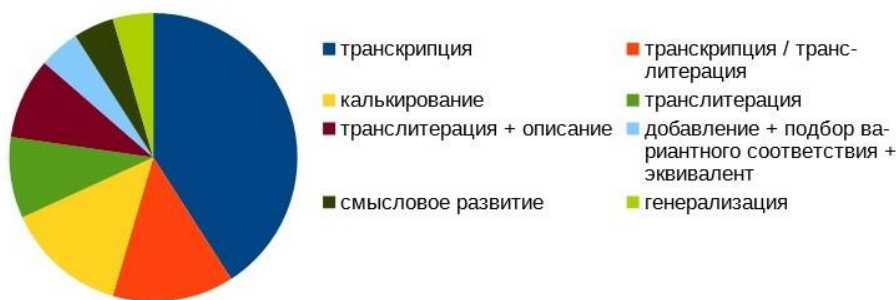 транскрипция
транскрипция / транс-
литерация
калькирование
транслитерация
транслитерация + описание
добавление + подбор ва-
риантного соответствия +
эквивалент
смысловое развитие
генерализация